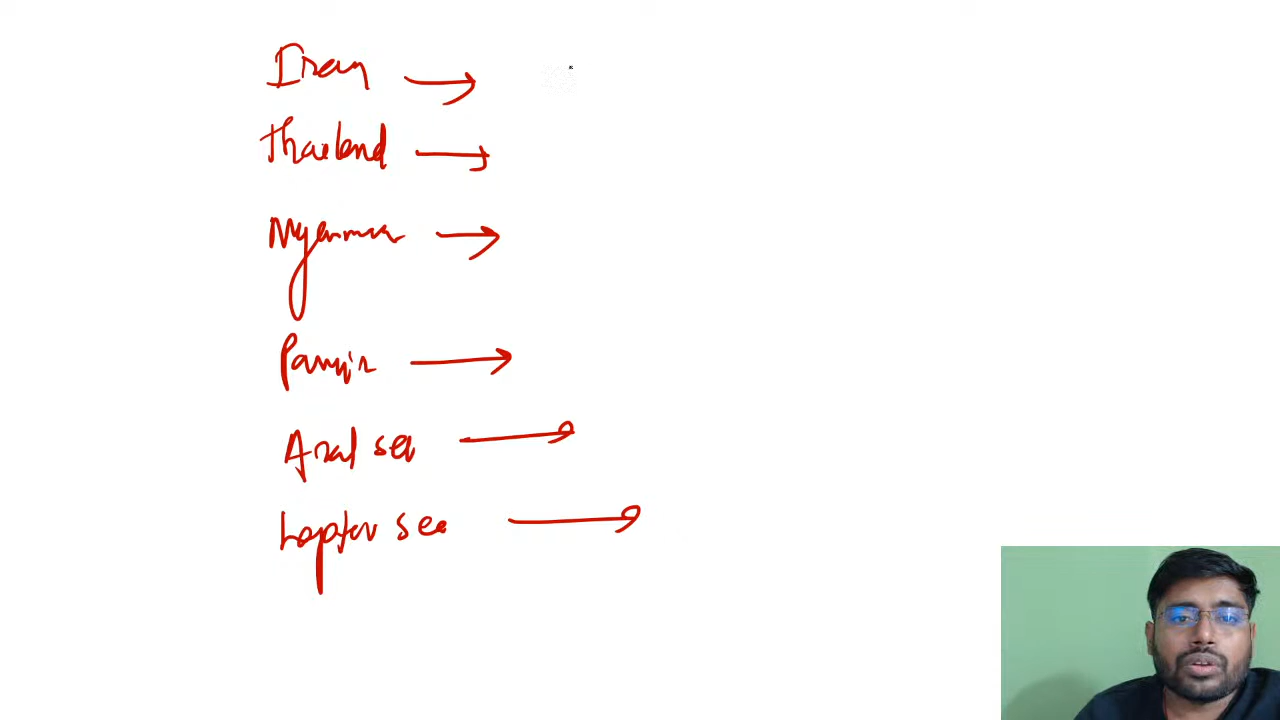 Iran →
Thailand →
Myanmar →
Pamir →
Aral sea →
Laptev sea →